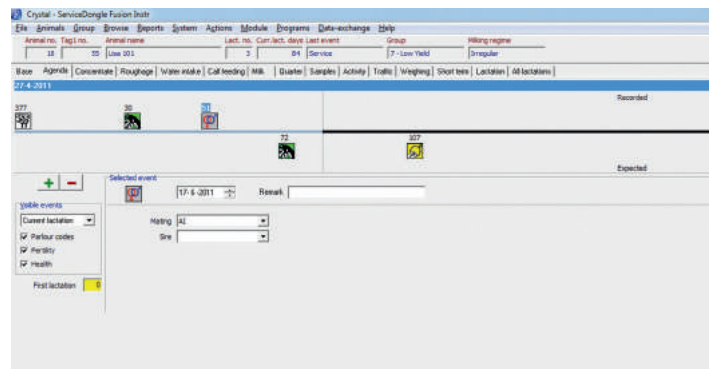 Crystal - ServiceDongle Fusion Instr
File Animals Group Browse Reports System Actions Module Programs Data-exchange Help
Animal no. Tag1 no. Animal name Lact. no. Curr.lact. days Last event Group Milking regime
18 55 Lisa 101 3 84 Service 7 - Low Yield Irregular
Base Agenda Concentrate Roughage Water intake Calf feeding Milk Quarter Samples Activity Traffic Weighing Short term Lactation All lactations
27-4-2011
Recorded
377 30
72 107
Expected
+ - Selected event
17- 6 -2011 Remark
Visible events
Current lactation
Mating AI
Parlour codes
Sire
Fertility
Health
First lactation 0